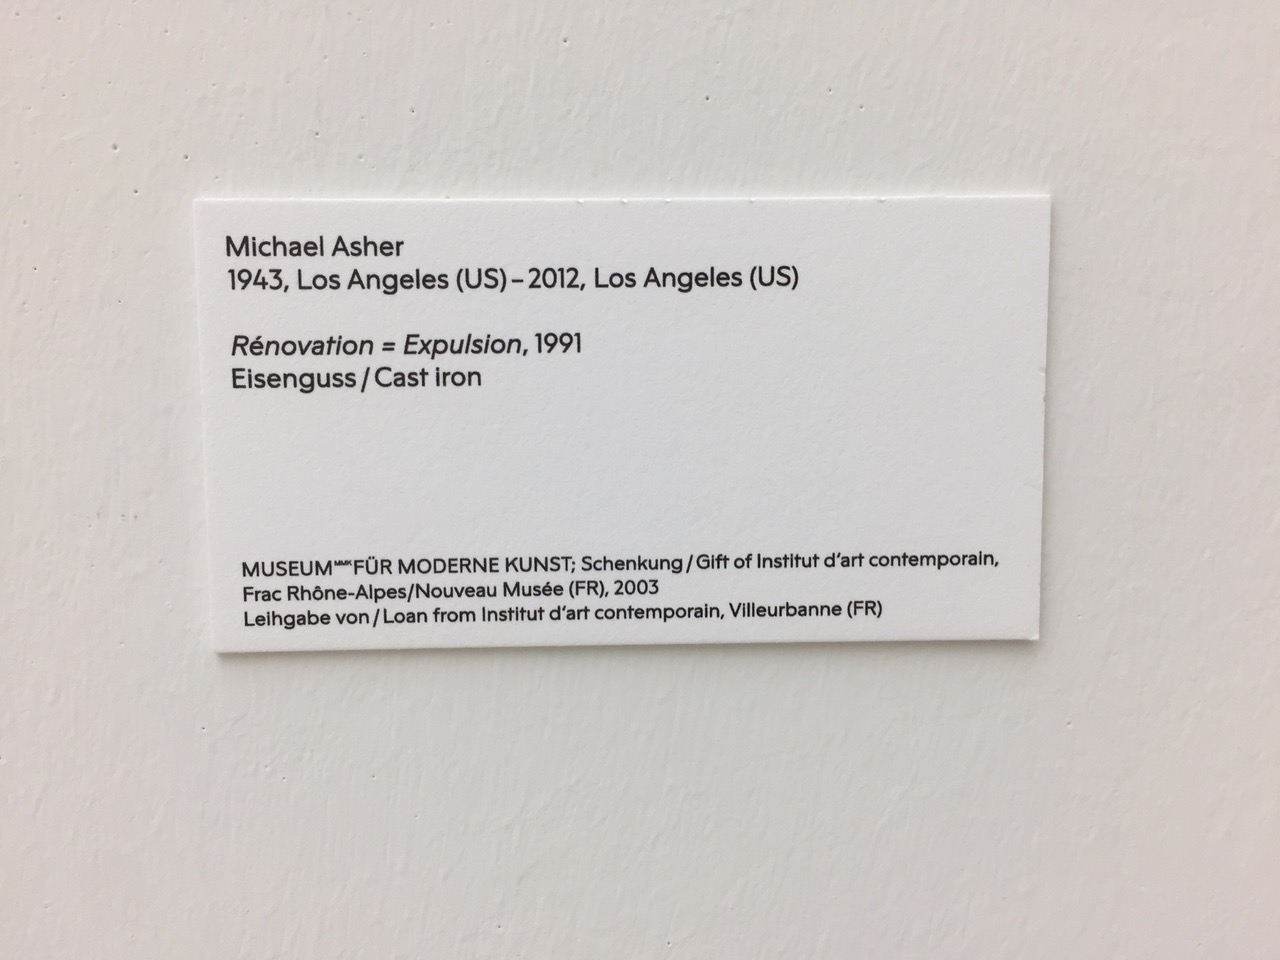 Michael Asher
1943, Los Angeles (US) – 2012, Los Angeles (US)
Rénovation = Expulsion, 1991
Eisenguss / Cast iron
MUSEUM MMK FÜR MODERNE KUNST; Schenkung / Gift of Institut d'art contemporain,
Frac Rhône-Alpes/Nouveau Musée (FR), 2003
Leihgabe von / Loan from Institut d'art contemporain, Villeurbanne (FR)